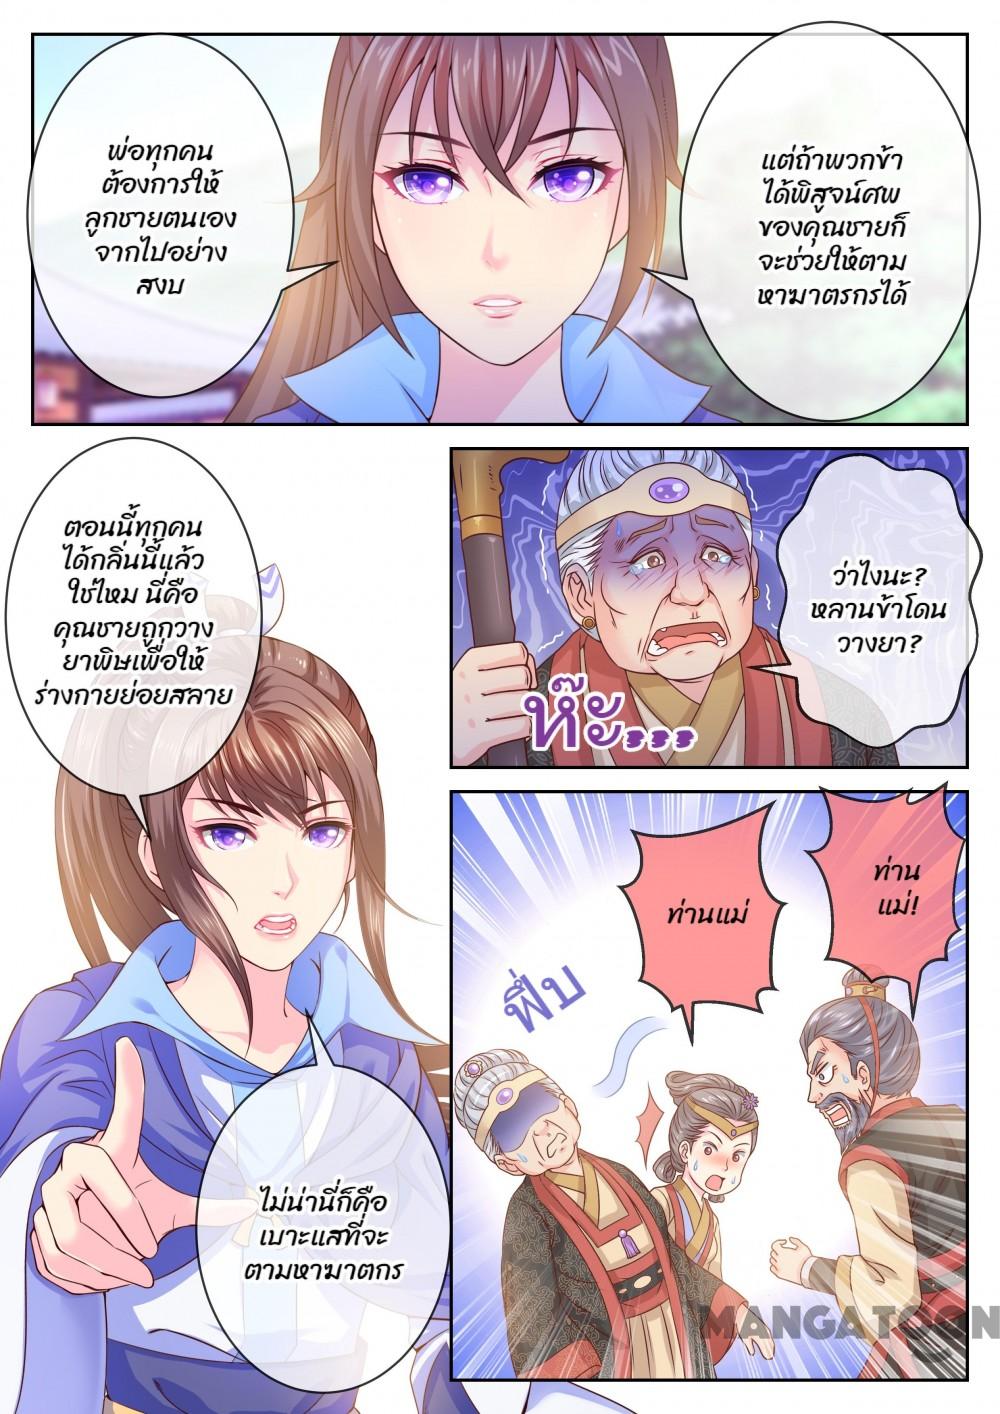 พ่อทุกคน
ต้องการให้
ลูกชายตนเอง
จากไปอย่าง
สงบ
แต่ถ้าพวกข้า
ได้พิสูจน์ศพ
ของคุณชายก็
จะช่วยให้ตาม
หาฆาตรกรได้
ตอนนี้ทุกคน
ได้กลิ่นนี้แล้ว
ใช่ไหม นี่คือ
คุณชายถูกวาง
ยาพิษเพื่อให้
ร่างกายย่อยสลาย
ว่าไงนะ?
หลานข้าโดน
วางยา?
ห๊ะ,,,
ไม่น่านี่ก็คือ
เบาะแสที่จะ
ตามหาฆาตกร
ท่านแม่
ท่าน
แม่!
ฟึ่บ
MANGATOON